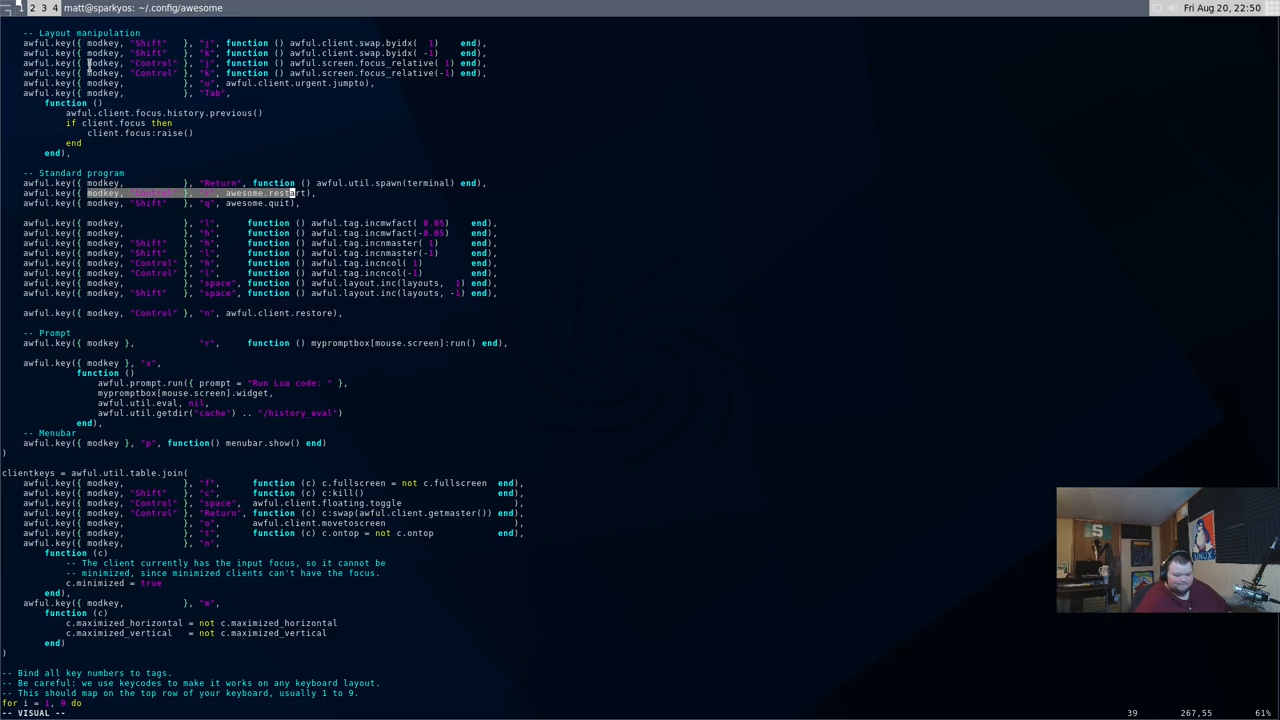 1 2 3 4 matt@sparkyos: ~/.config/awesome Fri Aug 20, 22:50
-- Layout manipulation
awful.key({ modkey, "Shift"   }, "j", function () awful.client.swap.byidx(  1)    end),
awful.key({ modkey, "Shift"   }, "k", function () awful.client.swap.byidx( -1)    end),
awful.key({ modkey, "Control" }, "j", function () awful.screen.focus_relative( 1) end),
awful.key({ modkey, "Control" }, "k", function () awful.screen.focus_relative(-1) end),
awful.key({ modkey,           }, "u", awful.client.urgent.jumpto),
awful.key({ modkey,           }, "Tab",
function ()
awful.client.focus.history.previous()
if client.focus then
client.focus:raise()
end
end),
-- Standard program
awful.key({ modkey,           }, "Return", function () awful.util.spawn(terminal) end),
awful.key({ modkey, "Control" }, "r", awesome.restart),
awful.key({ modkey, "Shift"   }, "q", awesome.quit),
awful.key({ modkey,           }, "l",     function () awful.tag.incmwfact( 0.05)    end),
awful.key({ modkey,           }, "h",     function () awful.tag.incmwfact(-0.05)    end),
awful.key({ modkey, "Shift"   }, "h",     function () awful.tag.incnmaster( 1)      end),
awful.key({ modkey, "Shift"   }, "l",     function () awful.tag.incnmaster(-1)      end),
awful.key({ modkey, "Control" }, "h",     function () awful.tag.incncol( 1)         end),
awful.key({ modkey, "Control" }, "l",     function () awful.tag.incncol(-1)         end),
awful.key({ modkey,           }, "space", function () awful.layout.inc(layouts,  1) end),
awful.key({ modkey, "Shift"   }, "space", function () awful.layout.inc(layouts, -1) end),
awful.key({ modkey, "Control" }, "n", awful.client.restore),
-- Prompt
awful.key({ modkey },            "r",     function () mypromptbox[mouse.screen]:run() end),
awful.key({ modkey }, "x",
function ()
awful.prompt.run({ prompt = "Run Lua code: " },
mypromptbox[mouse.screen].widget,
awful.util.eval, nil,
awful.util.getdir("cache") .. "/history_eval")
end),
-- Menubar
awful.key({ modkey }, "p", function() menubar.show() end)
)
clientkeys = awful.util.table.join(
awful.key({ modkey,           }, "f",      function (c) c.fullscreen = not c.fullscreen  end),
awful.key({ modkey, "Shift"   }, "c",      function (c) c:kill()                         end),
awful.key({ modkey, "Control" }, "space",  awful.client.floating.toggle                     ),
awful.key({ modkey, "Control" }, "Return", function (c) c:swap(awful.client.getmaster()) end),
awful.key({ modkey,           }, "o",      awful.client.movetoscreen                        ),
awful.key({ modkey,           }, "t",      function (c) c.ontop = not c.ontop            end),
awful.key({ modkey,           }, "n",
function (c)
-- The client currently has the input focus, so it cannot be
-- minimized, since minimized clients can't have the focus.
c.minimized = true
end),
awful.key({ modkey,           }, "m",
function (c)
c.maximized_horizontal = not c.maximized_horizontal
c.maximized_vertical   = not c.maximized_vertical
end)
)
-- Bind all key numbers to tags.
-- Be careful: we use keycodes to make it works on any keyboard layout.
-- This should map on the top row of your keyboard, usually 1 to 9.
for i = 1, 9 do
-- VISUAL -- 39 267,55 61%
S
LINUX